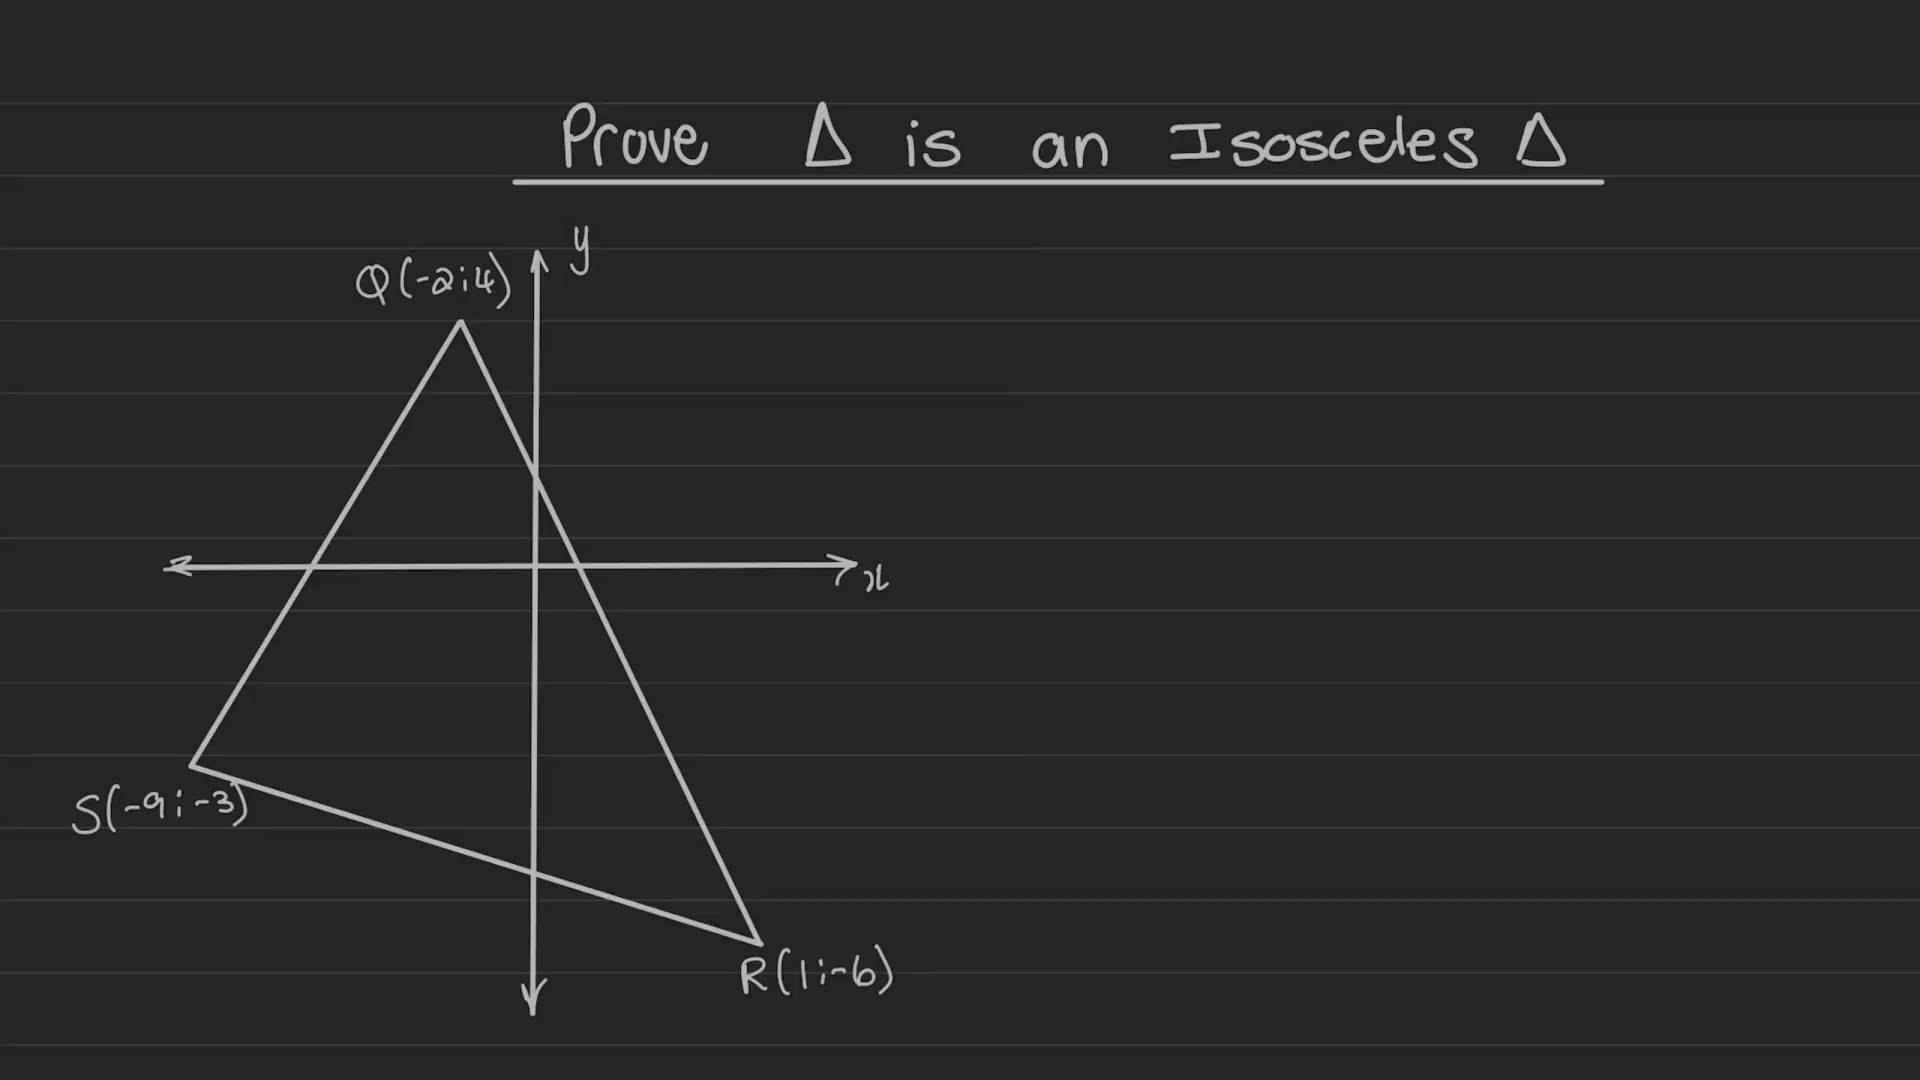 Prove Δ is an Isosceles Δ
y
Q(-2;4)
x
S(-9;-3)
R(1;-6)